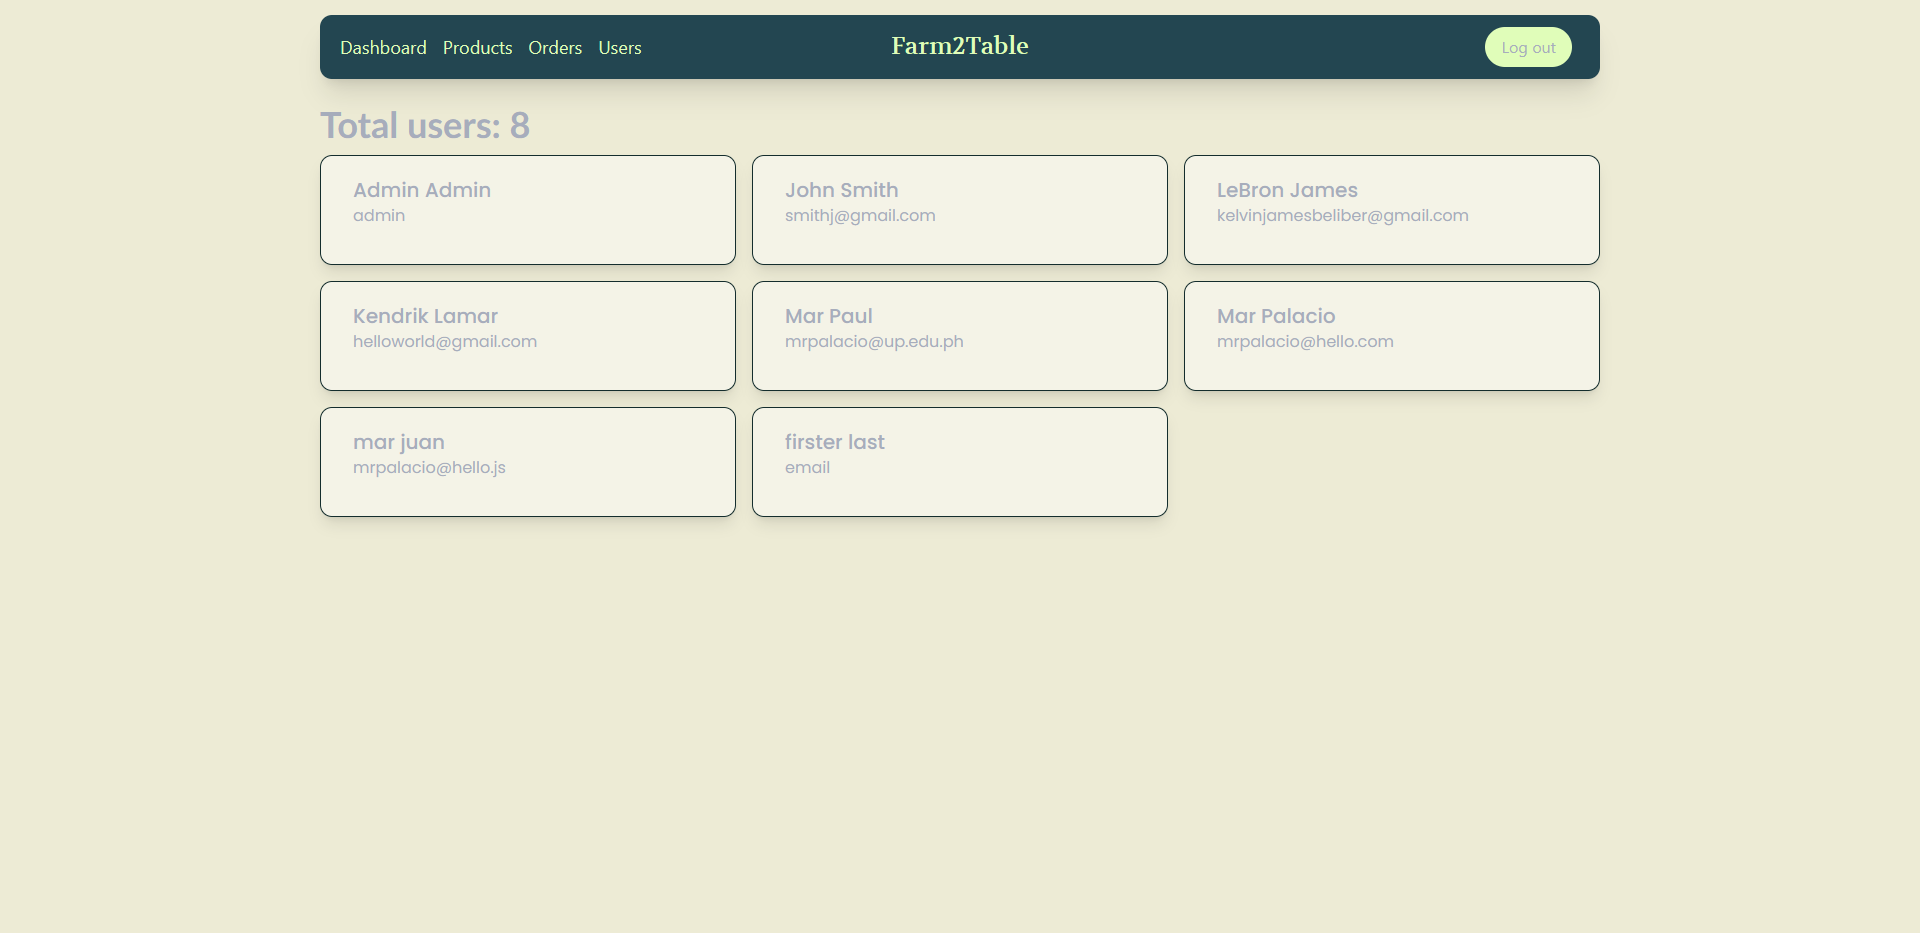 Dashboard Products Orders Users Farm2Table Log out
Total users: 8
Admin Admin
admin
John Smith
smithj@gmail.com
LeBron James
kelvinjamesbeliber@gmail.com
Kendrik Lamar
helloworld@gmail.com
Mar Paul
mrpalacio@up.edu.ph
Mar Palacio
mrpalacio@hello.com
mar juan
mrpalacio@hello.js
firster last
email